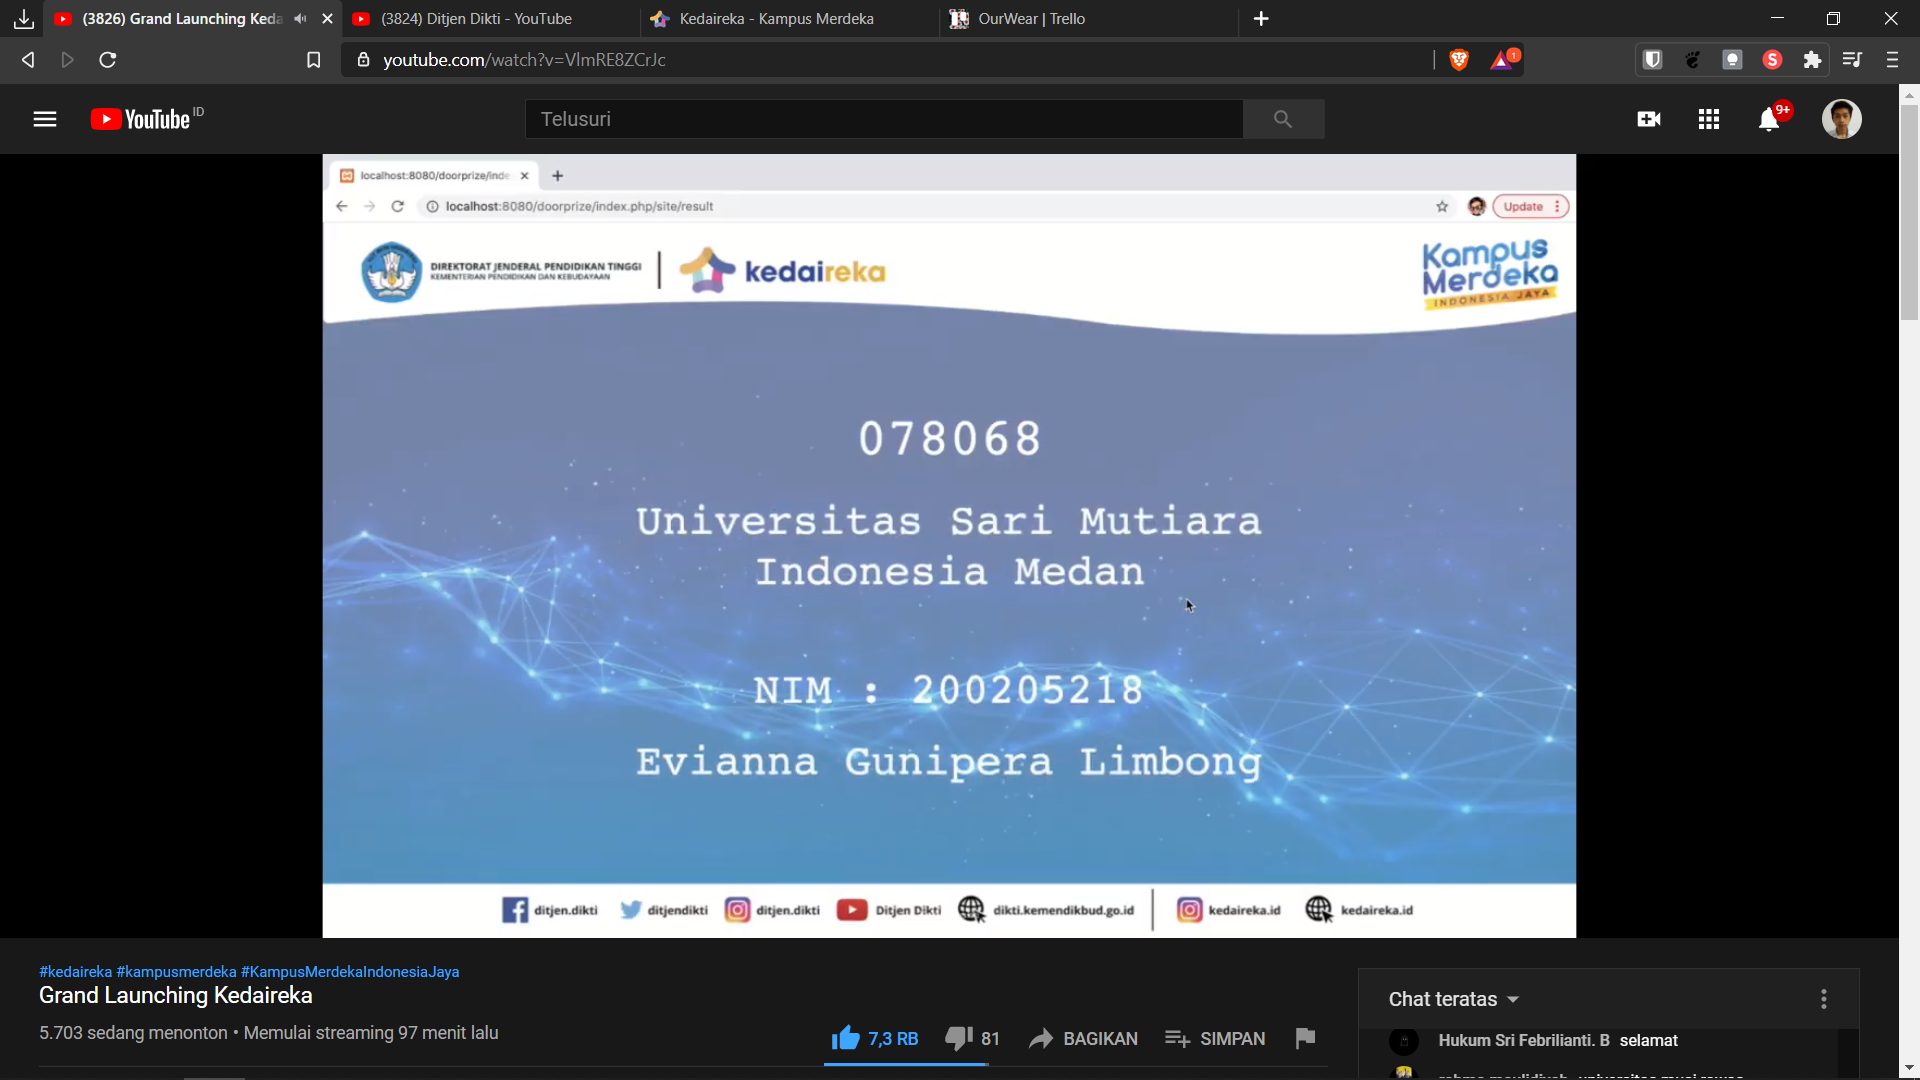 (3826) Grand Launching Keda
(3824) Ditjen Dikti - YouTube
Kedaireka - Kampus Merdeka
OurWear | Trello
youtube.com/watch?v=VlmRE8ZCrJc
1
S
YouTube ID
Telusuri
9+
localhost:8080/doorprize/inde
localhost:8080/doorprize/index.php/site/result
Update
DIREKTORAT JENDERAL PENDIDIKAN TINGGI
KEMENTERIAN PENDIDIKAN DAN KEBUDAYAAN
kedaireka
Kampus
Merdeka
INDONESIA JAYA
078068
Universitas Sari Mutiara
Indonesia Medan
NIM : 200205218
Evianna Gunipera Limbong
ditjen.dikti
ditjendikti
ditjen.dikti
Ditjen Dikti
dikti.kemendikbud.go.id
kedaireka.id
kedaireka.id
#kedaireka #kampusmerdeka #KampusMerdekaIndonesiaJaya
Grand Launching Kedaireka
5.703 sedang menonton • Memulai streaming 97 menit lalu
7,3 RB
81
BAGIKAN
SIMPAN
Chat teratas
Hukum Sri Febrilianti. B selamat